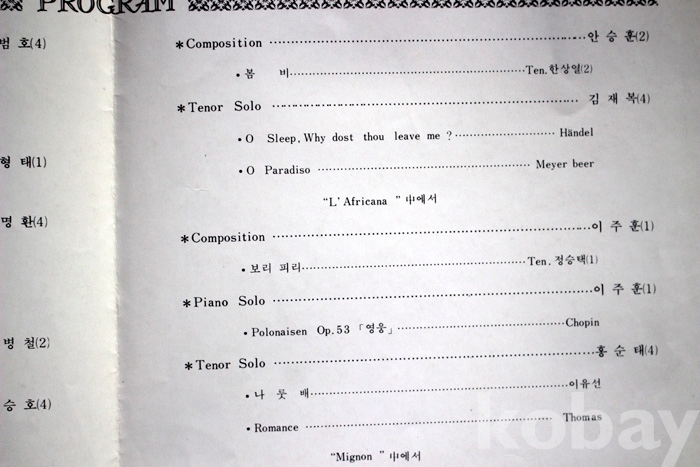 PROGRAM
범 호(4)
형 태(1)
명 환(4)
병 철(2)
승 호(4)
*Composition 안 승 훈(2)
• 봄 비 Ten. 한상열(2)
*Tenor Solo 김 재 복(4)
• O Sleep, Why dost thou leave me ? Händel
• O Paradiso Meyer beer
"L' Africana " 中에서
*Composition 이 주 훈(1)
• 보리 피리 Ten. 정승택(1)
*Piano Solo 이 주 훈(1)
• Polonaisen Op. 53 「영웅」 Chopin
*Tenor Solo 홍 순 태(4)
• 나 룻 배 이유선
• Romance Thomas
"Mignon " 中에서
kobay